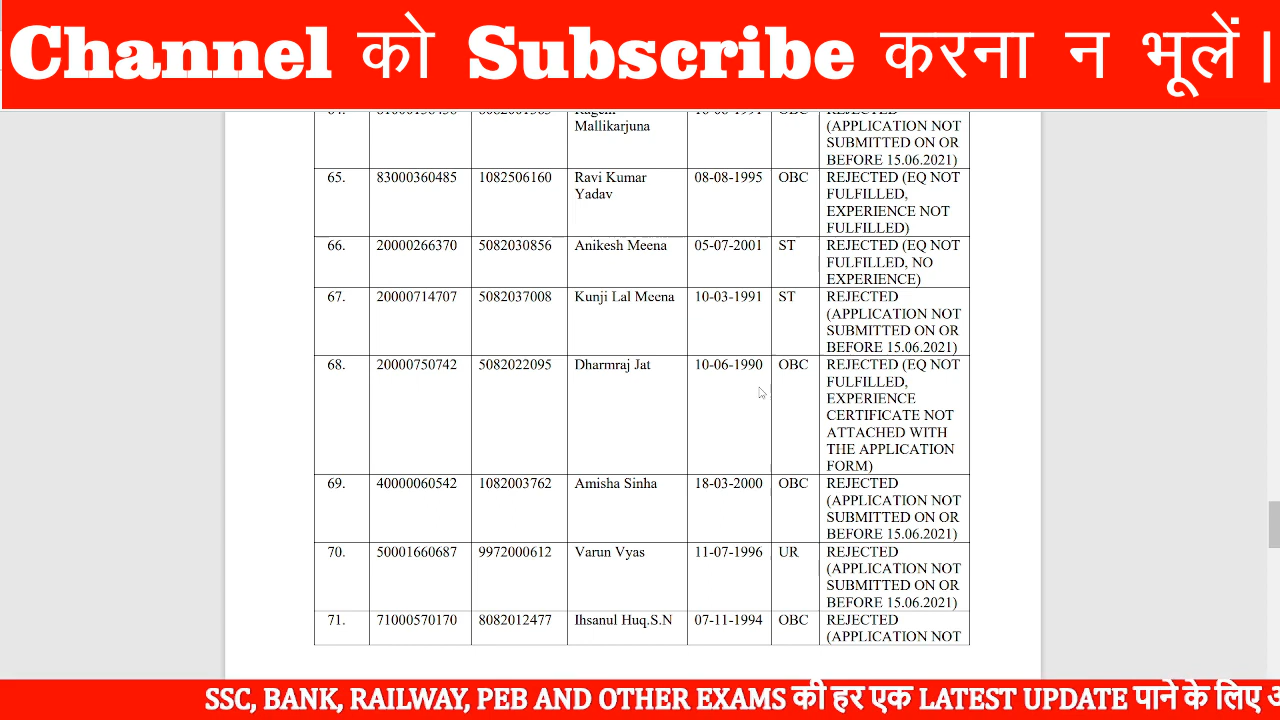 Channel को Subscribe करना न भूलें।
Mallikarjuna (APPLICATION NOT
SUBMITTED ON OR
BEFORE 15.06.2021)
65. 83000360485 1082506160 Ravi Kumar 08-08-1995 OBC REJECTED (EQ NOT
Yadav FULFILLED,
EXPERIENCE NOT
FULFILLED)
66. 20000266370 5082030856 Anikesh Meena 05-07-2001 ST REJECTED (EQ NOT
FULFILLED, NO
EXPERIENCE)
67. 20000714707 5082037008 Kunji Lal Meena 10-03-1991 ST REJECTED
(APPLICATION NOT
SUBMITTED ON OR
BEFORE 15.06.2021)
68. 20000750742 5082022095 Dharmraj Jat 10-06-1990 OBC REJECTED (EQ NOT
FULFILLED,
EXPERIENCE
CERTIFICATE NOT
ATTACHED WITH
THE APPLICATION
FORM)
69. 40000060542 1082003762 Amisha Sinha 18-03-2000 OBC REJECTED
(APPLICATION NOT
SUBMITTED ON OR
BEFORE 15.06.2021)
70. 50001660687 9972000612 Varun Vyas 11-07-1996 UR REJECTED
(APPLICATION NOT
SUBMITTED ON OR
BEFORE 15.06.2021)
71. 71000570170 8082012477 Ihsanul Huq.S.N 07-11-1994 OBC REJECTED
(APPLICATION NOT
SSC, BANK, RAILWAY, PEB AND OTHER EXAMS की हर एक LATEST UPDATE पाने के लिए